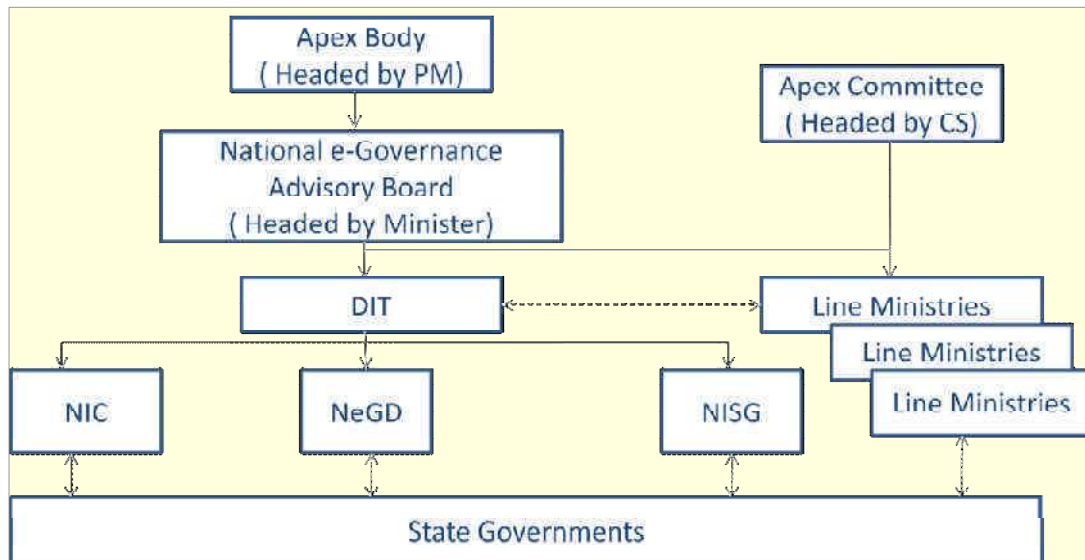 Apex Body
( Headed by PM)
Apex Committee
( Headed by CS)
National e-Governance
Advisory Board
( Headed by Minister)
DIT
Line Ministries
Line Ministries
Line Ministries
NIC
NeGD
NISG
State Governments